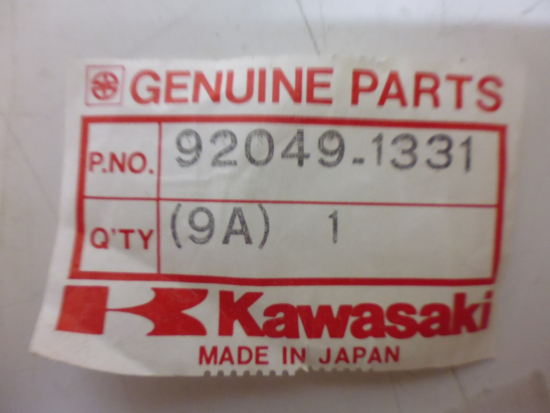 GENUINE PARTS
P.NO. 92049-1331
Q'TY (9A) 1
Kawasaki
MADE IN JAPAN